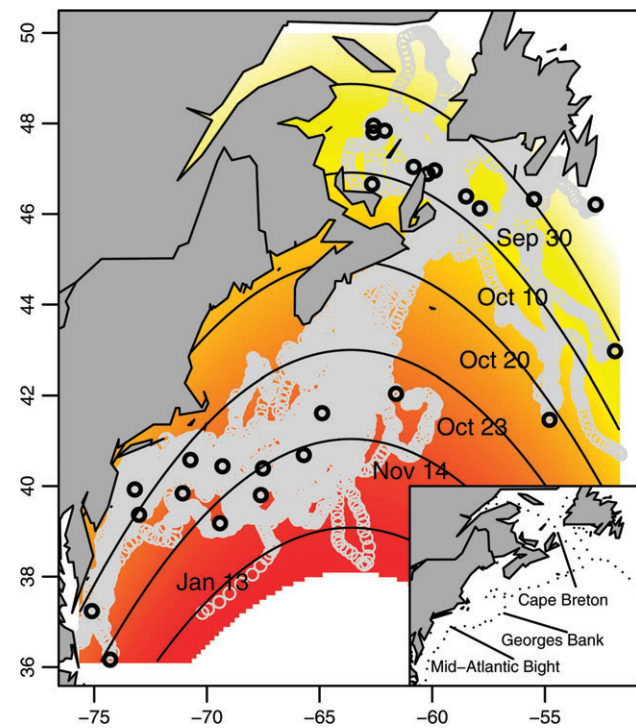 50
48
46
44
42
40
38
36
Sep 30
Oct 10
Oct 20
Oct 23
Nov 14
Jan 13
Cape Breton
Georges Bank
Mid-Atlantic Bight
−75 −70 −65 −60 −55